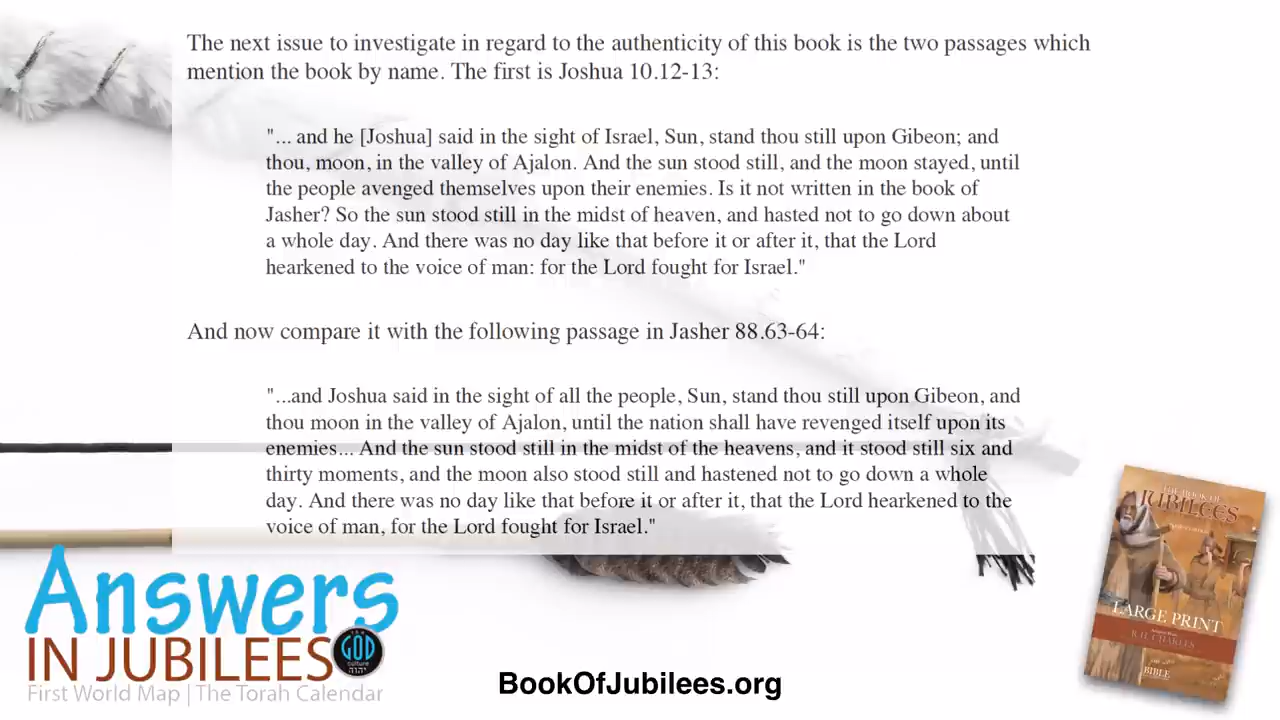 The next issue to investigate in regard to the authenticity of this book is the two passages which
mention the book by name. The first is Joshua 10.12-13:
"... and he [Joshua] said in the sight of Israel, Sun, stand thou still upon Gibeon; and
thou, moon, in the valley of Ajalon. And the sun stood still, and the moon stayed, until
the people avenged themselves upon their enemies. Is it not written in the book of
Jasher? So the sun stood still in the midst of heaven, and hasted not to go down about
a whole day. And there was no day like that before it or after it, that the Lord
hearkened to the voice of man: for the Lord fought for Israel."
And now compare it with the following passage in Jasher 88.63-64:
"...and Joshua said in the sight of all the people, Sun, stand thou still upon Gibeon, and
thou moon in the valley of Ajalon, until the nation shall have revenged itself upon its
enemies... And the sun stood still in the midst of the heavens, and it stood still six and
thirty moments, and the moon also stood still and hastened not to go down a whole
day. And there was no day like that before it or after it, that the Lord hearkened to the
voice of man, for the Lord fought for Israel."
Answers
IN JUBILEES
THE
GOD
culture
יהוה
First World Map | The Torah Calendar
BookOfJubilees.org
THE BOOK OF
JUBILEES
LARGE PRINT
R.H. CHARLES
BIBLE